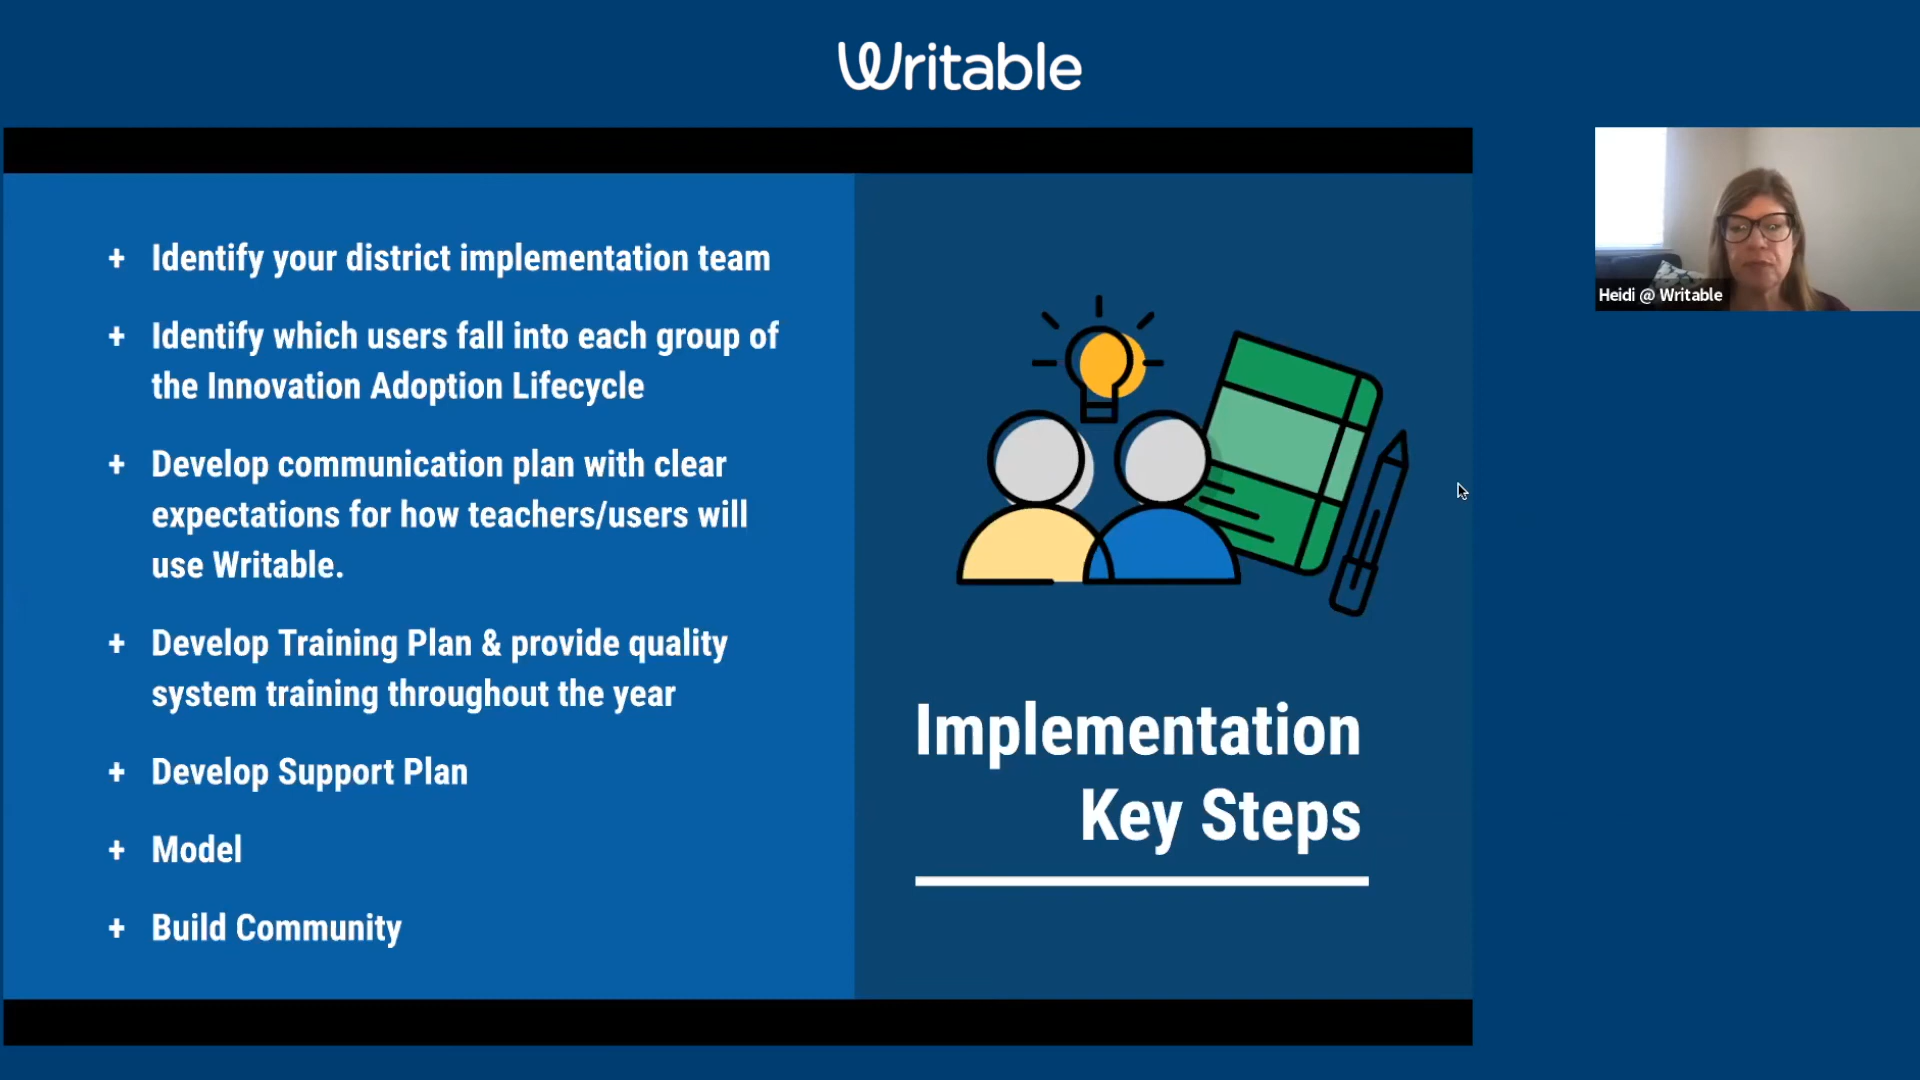 Writable
+ Identify your district implementation team
+ Identify which users fall into each group of
the Innovation Adoption Lifecycle
+ Develop communication plan with clear
expectations for how teachers/users will
use Writable.
+ Develop Training Plan & provide quality
system training throughout the year
+ Develop Support Plan
+ Model
+ Build Community
Implementation
Key Steps
Heidi @ Writable